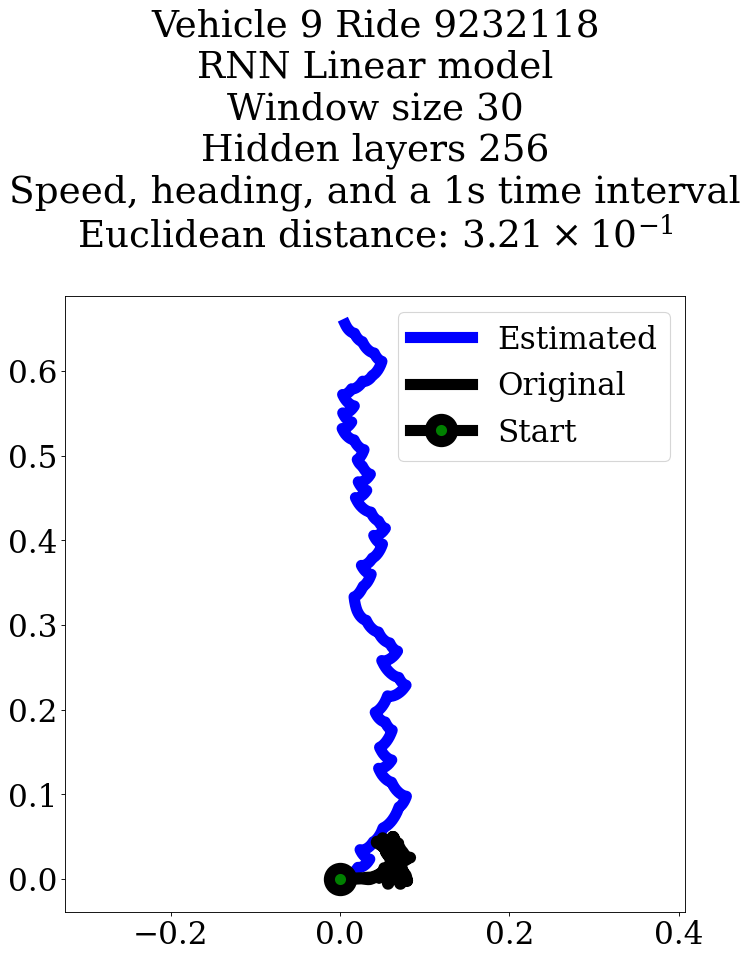 Vehicle 9 Ride 9232118
RNN Linear model
Window size 30
Hidden layers 256
Speed, heading, and a 1s time interval
Euclidean distance: 3.21 × 10⁻¹
Estimated
Original
Start
0.6
0.5
0.4
0.3
0.2
0.1
0.0
−0.2 0.0 0.2 0.4